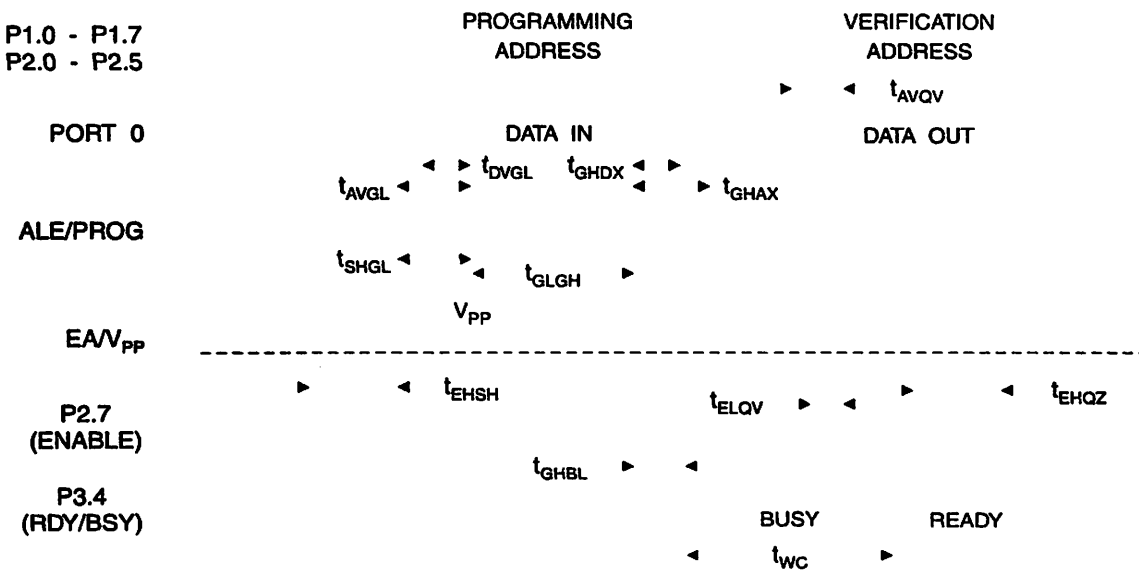 PROGRAMMING VERIFICATION
P1.0 - P1.7 ADDRESS ADDRESS
P2.0 - P2.5
tAVQV
PORT 0 DATA IN DATA OUT
tDVGL tGHDX
tAVGL tGHAX
ALE/PROG
tSHGL tGLGH
VPP
EA/VPP
tEHSH tELQV tEHQZ
P2.7
(ENABLE)
tGHBL
P3.4
(RDY/BSY) BUSY READY
tWC